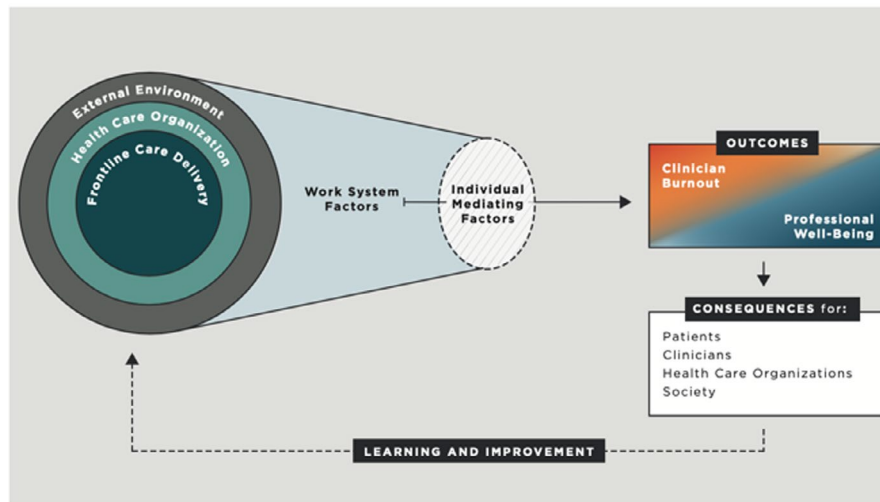 External Environment
Health Care Organization
Frontline Care Delivery
Work System
Factors
Individual
Mediating
Factors
OUTCOMES
Clinician
Burnout
Professional
Well-Being
CONSEQUENCES for:
Patients
Clinicians
Health Care Organizations
Society
LEARNING AND IMPROVEMENT